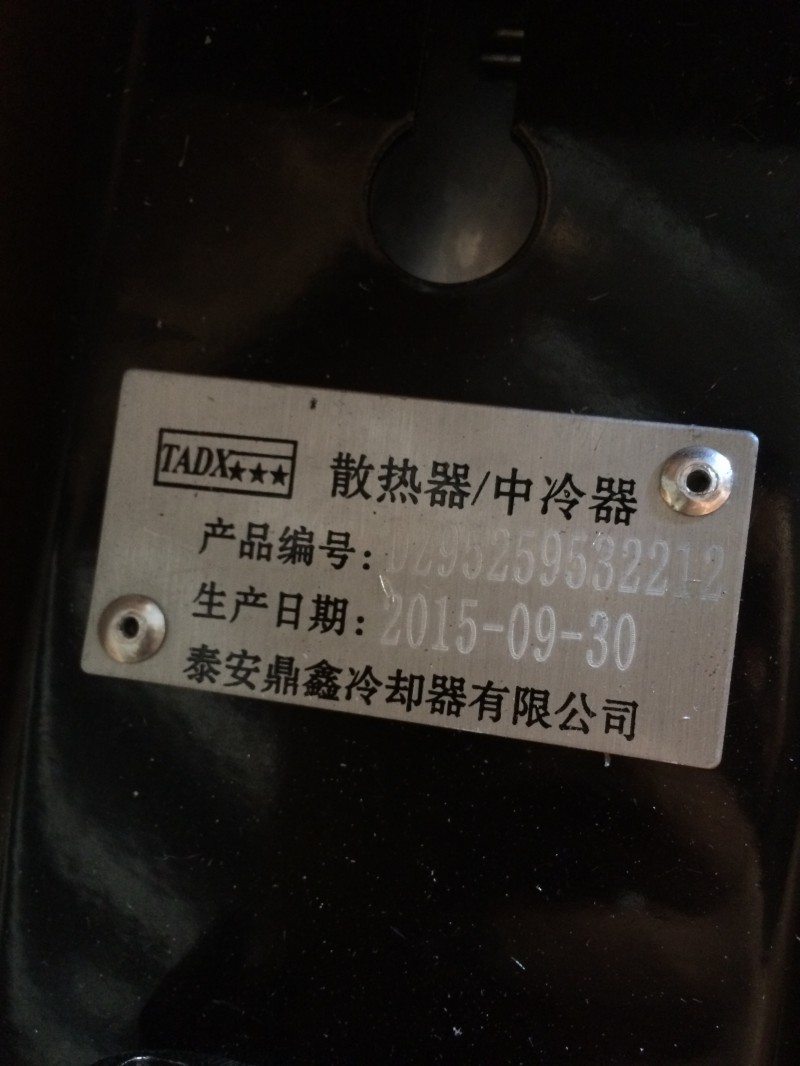 TADX★★★ 散热器/中冷器
产品编号：DZ95259532212
生产日期：2015-09-30
泰安鼎鑫冷却器有限公司